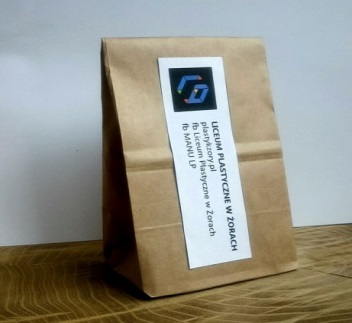 LICEUM PLASTYCZNE W ŻORACH
plastykzory.pl
fb Liceum Plastyczne w Żorach
fb MANU LP